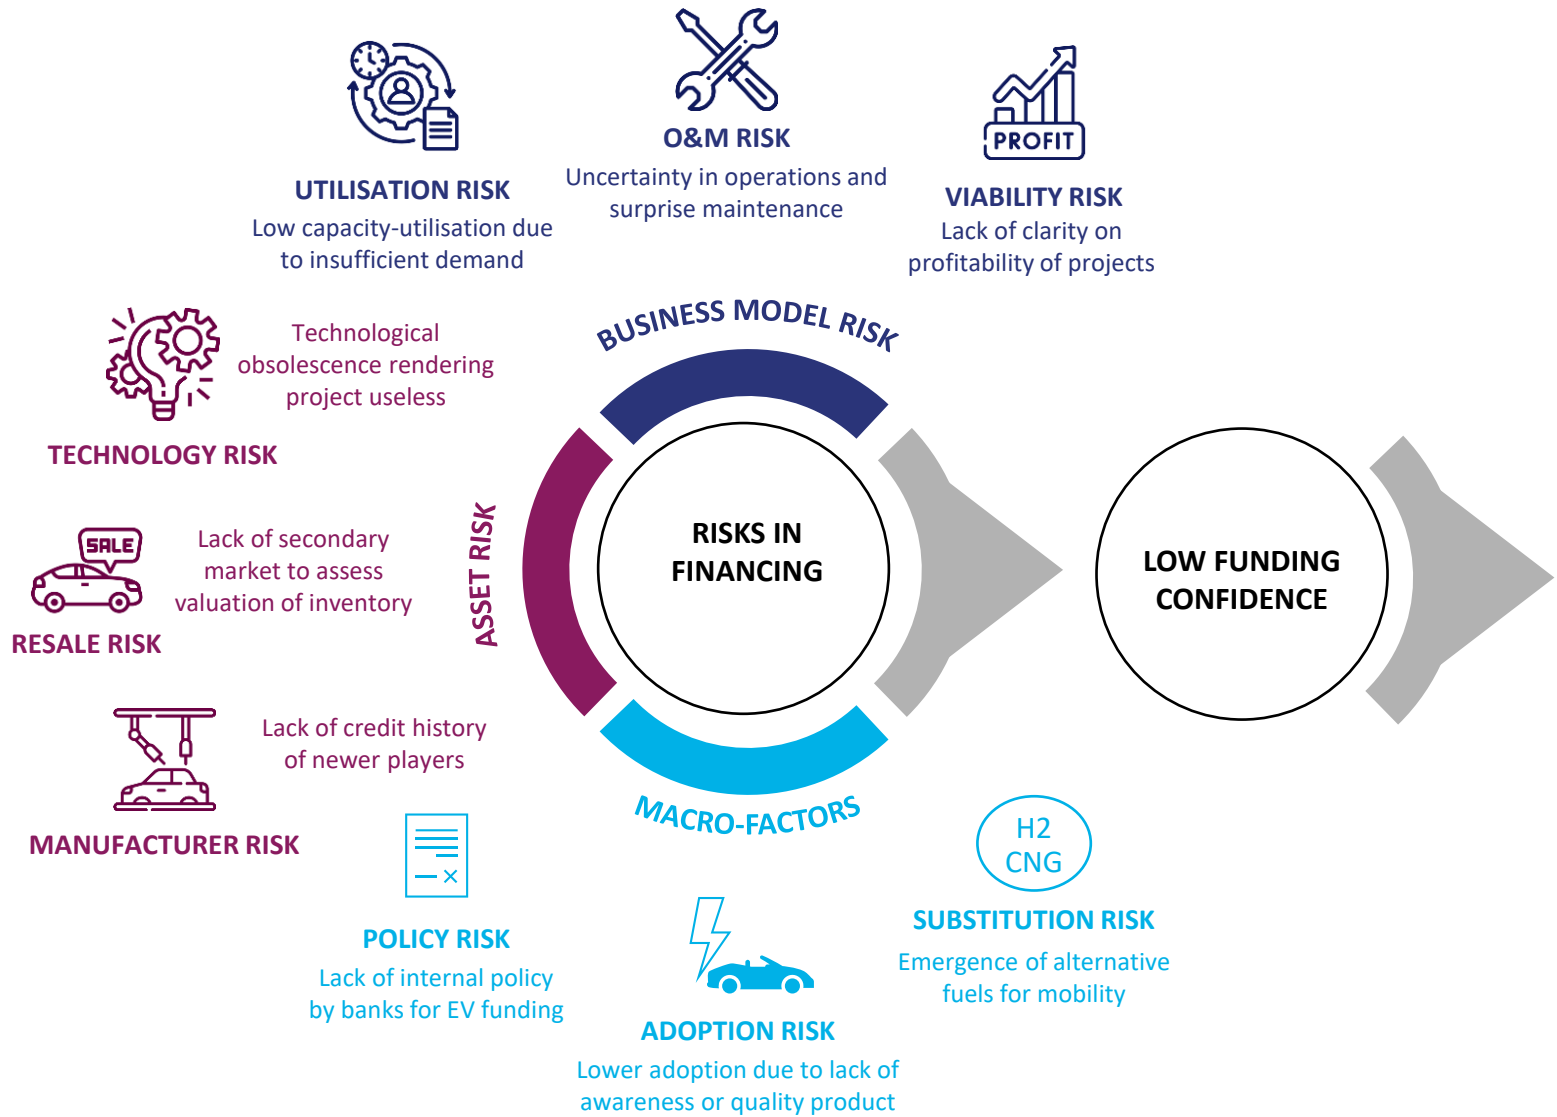 UTILISATION RISK
Low capacity-utilisation due
to insufficient demand
O&M RISK
Uncertainty in operations and
surprise maintenance
PROFIT
VIABILITY RISK
Lack of clarity on
profitability of projects
Technological
obsolescence rendering
project useless
TECHNOLOGY RISK
SALE
Lack of secondary
market to assess
valuation of inventory
RESALE RISK
Lack of credit history
of newer players
MANUFACTURER RISK
BUSINESS MODEL RISK
ASSET RISK
RISKS IN
FINANCING
MACRO-FACTORS
LOW FUNDING
CONFIDENCE
POLICY RISK
Lack of internal policy
by banks for EV funding
ADOPTION RISK
Lower adoption due to lack of
awareness or quality product
H2
CNG
SUBSTITUTION RISK
Emergence of alternative
fuels for mobility